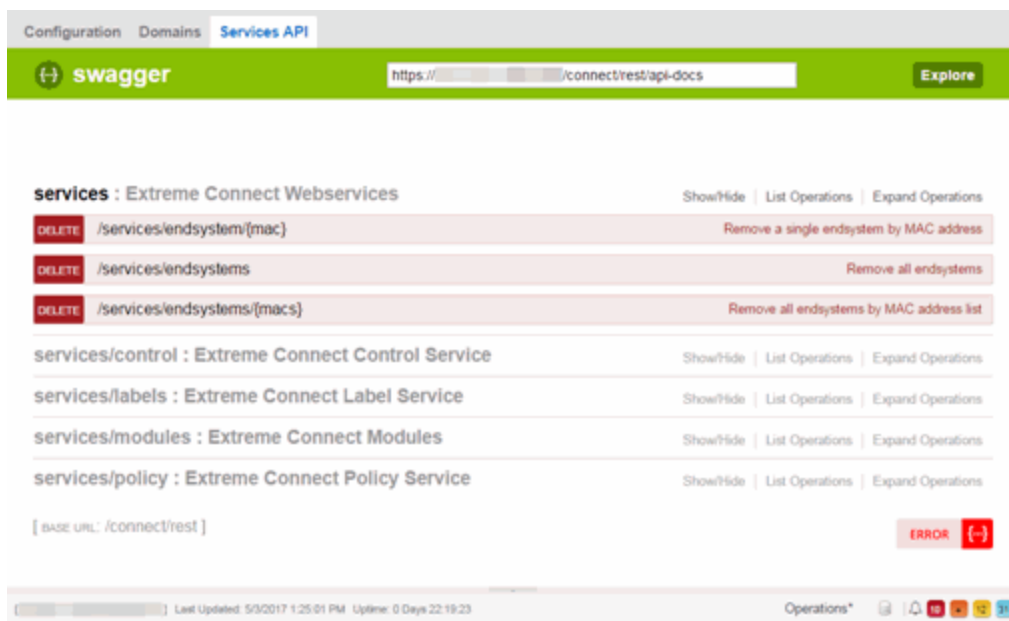 Configuration Domains Services API
swagger https:// /connect/rest/api-docs Explore
services : Extreme Connect Webservices Show/Hide | List Operations | Expand Operations
DELETE /services/endsystem/{mac} Remove a single endsystem by MAC address
DELETE /services/endsystems Remove all endsystems
DELETE /services/endsystems/{macs} Remove all endsystems by MAC address list
services/control : Extreme Connect Control Service Show/Hide | List Operations | Expand Operations
services/labels : Extreme Connect Label Service Show/Hide | List Operations | Expand Operations
services/modules : Extreme Connect Modules Show/Hide | List Operations | Expand Operations
services/policy : Extreme Connect Policy Service Show/Hide | List Operations | Expand Operations
[ BASE URL: /connect/rest ] ERROR {...}
[ ] Last Updated: 5/3/2017 1:25:01 PM Uptime: 0 Days 22:19:23 Operations* 10 12 31